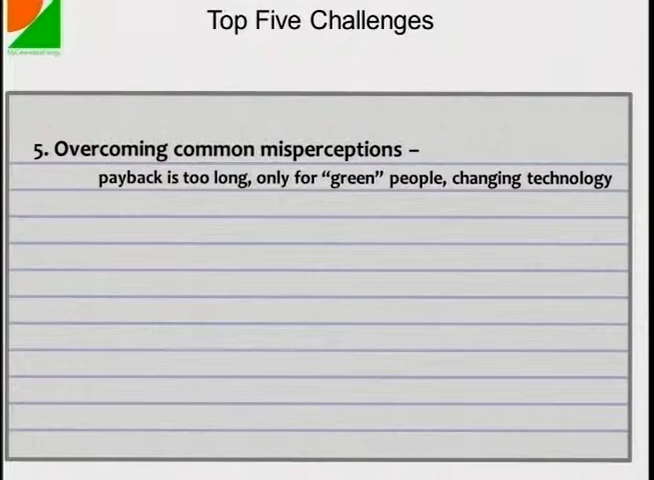 Top Five Challenges
5. Overcoming common misperceptions –
payback is too long, only for “green” people, changing technology